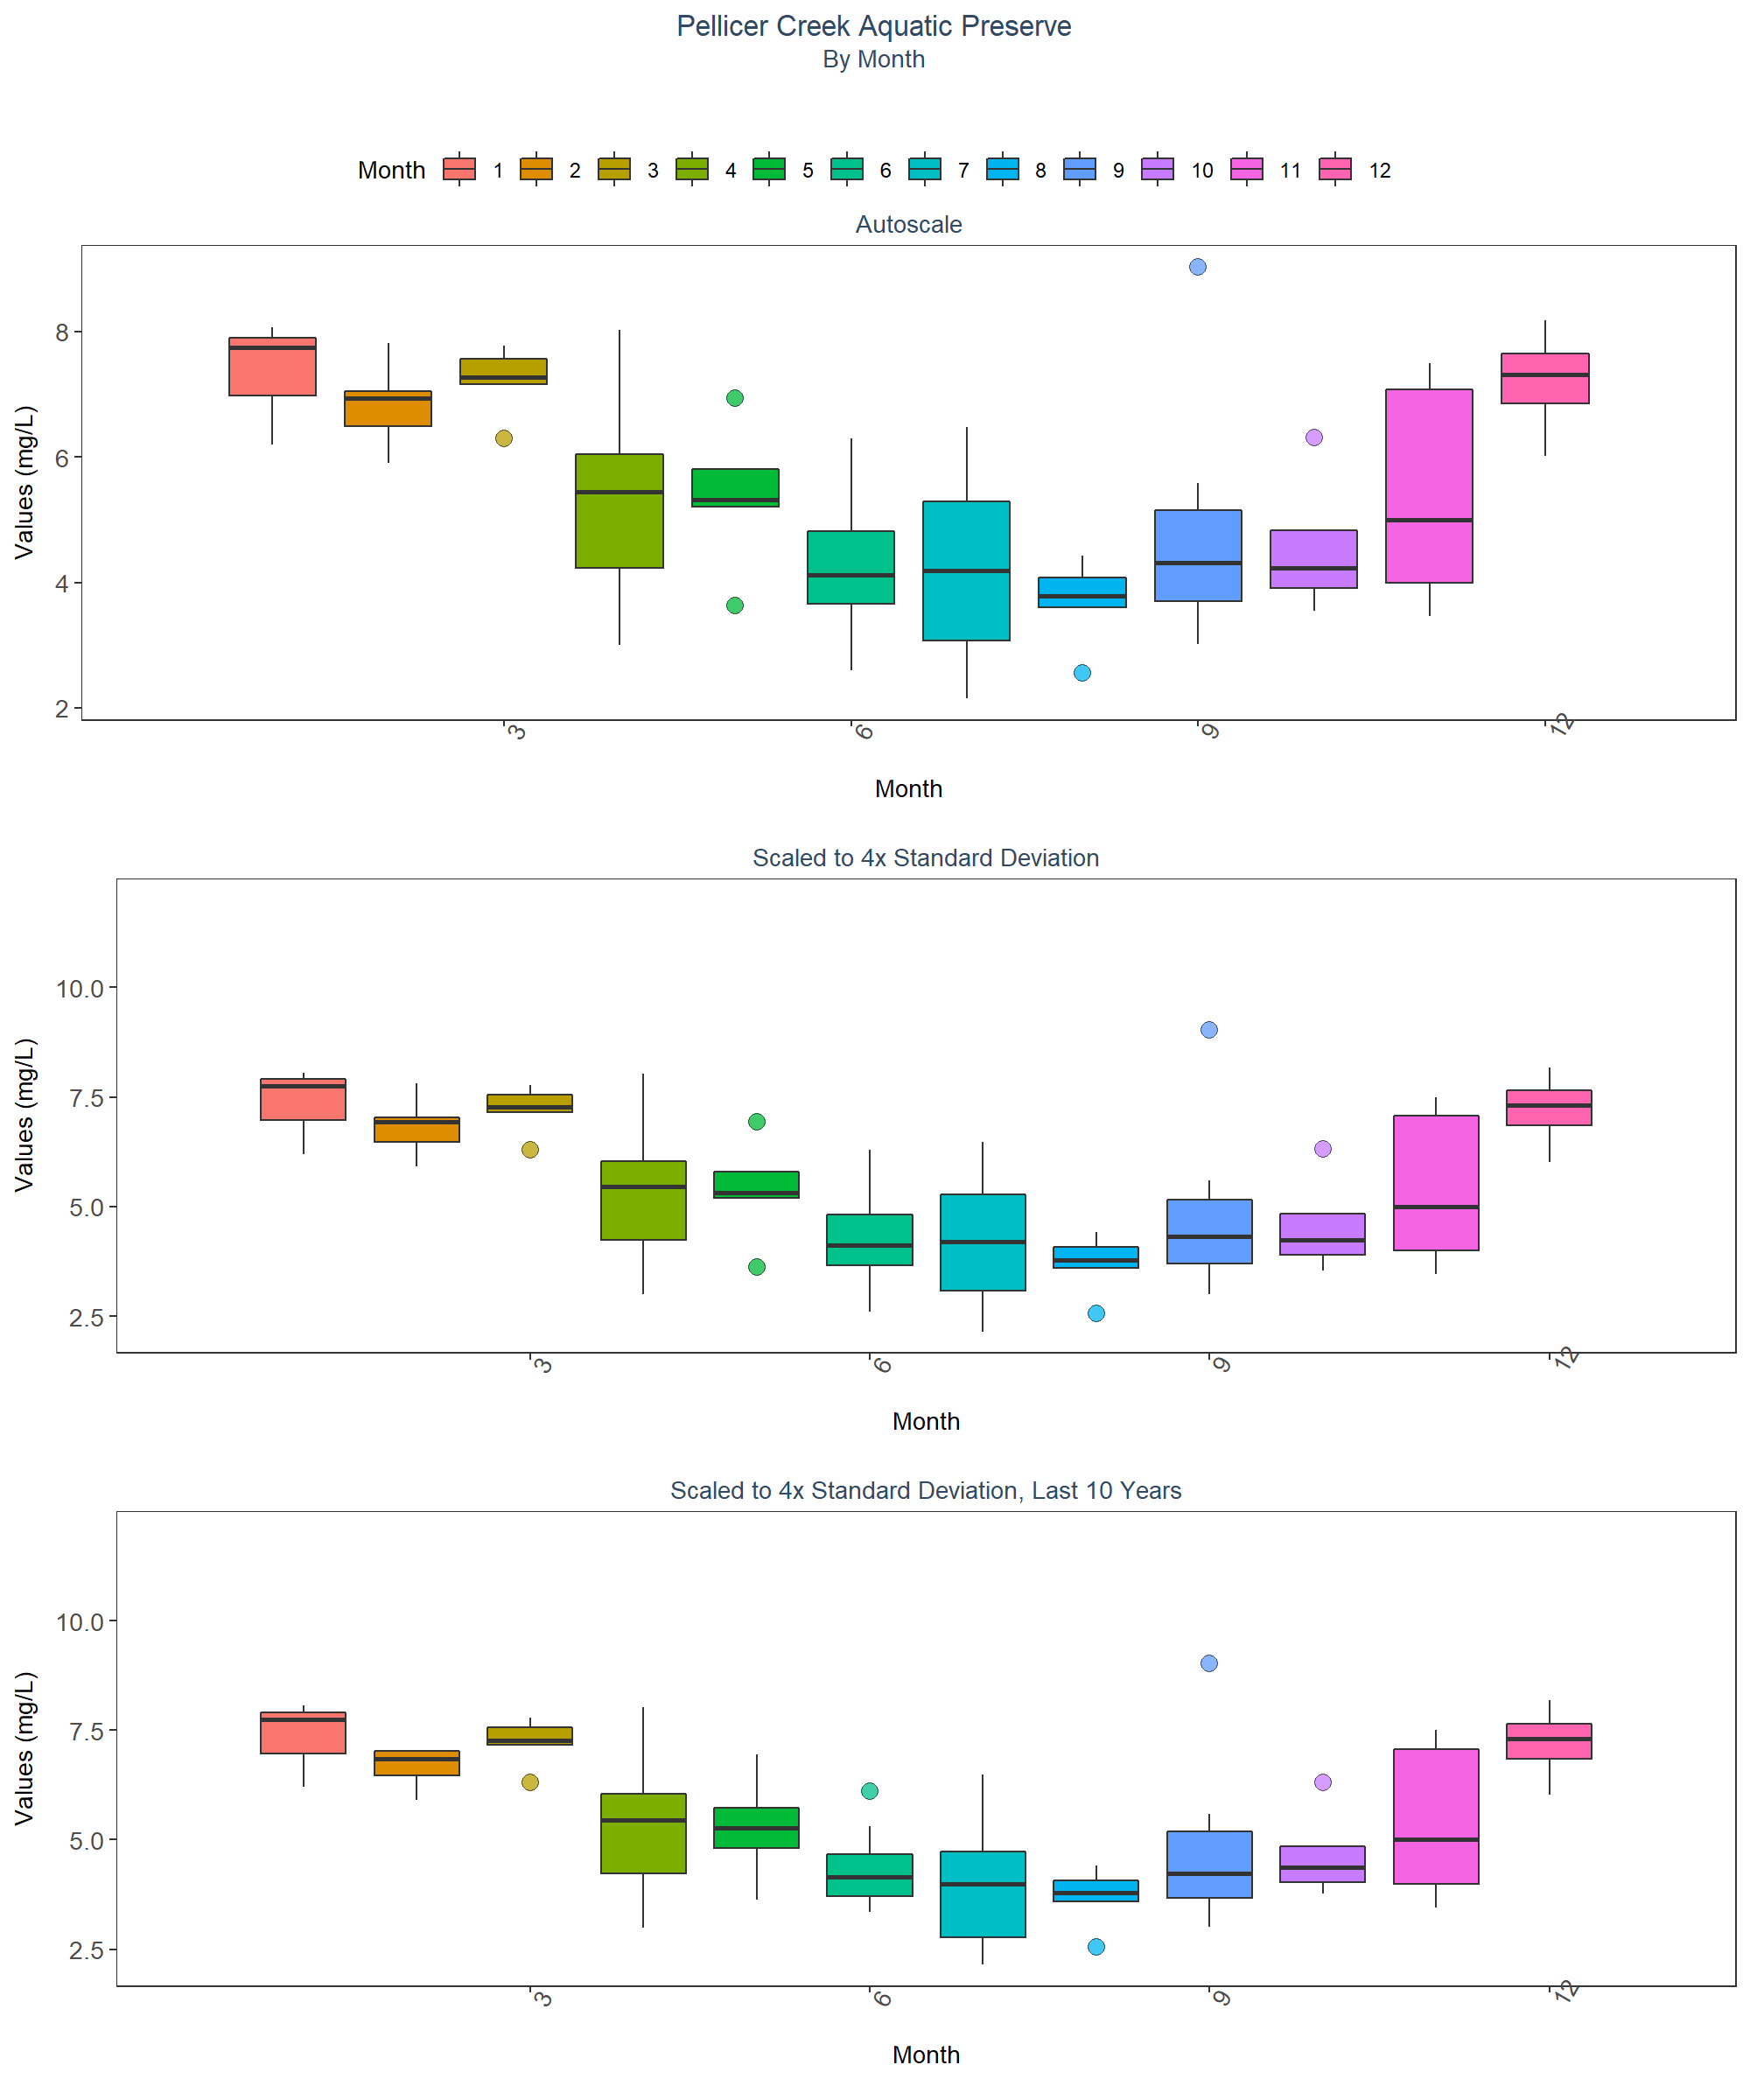 Pellicer Creek Aquatic Preserve
By Month
Month 1 2 3 4 5 6 7 8 9 10 11 12
Autoscale
Values (mg/L)
8
6
4
2
3 6 9 12
Month
Scaled to 4x Standard Deviation
Values (mg/L)
10.0
7.5
5.0
2.5
3 6 9 12
Month
Scaled to 4x Standard Deviation, Last 10 Years
Values (mg/L)
10.0
7.5
5.0
2.5
3 6 9 12
Month